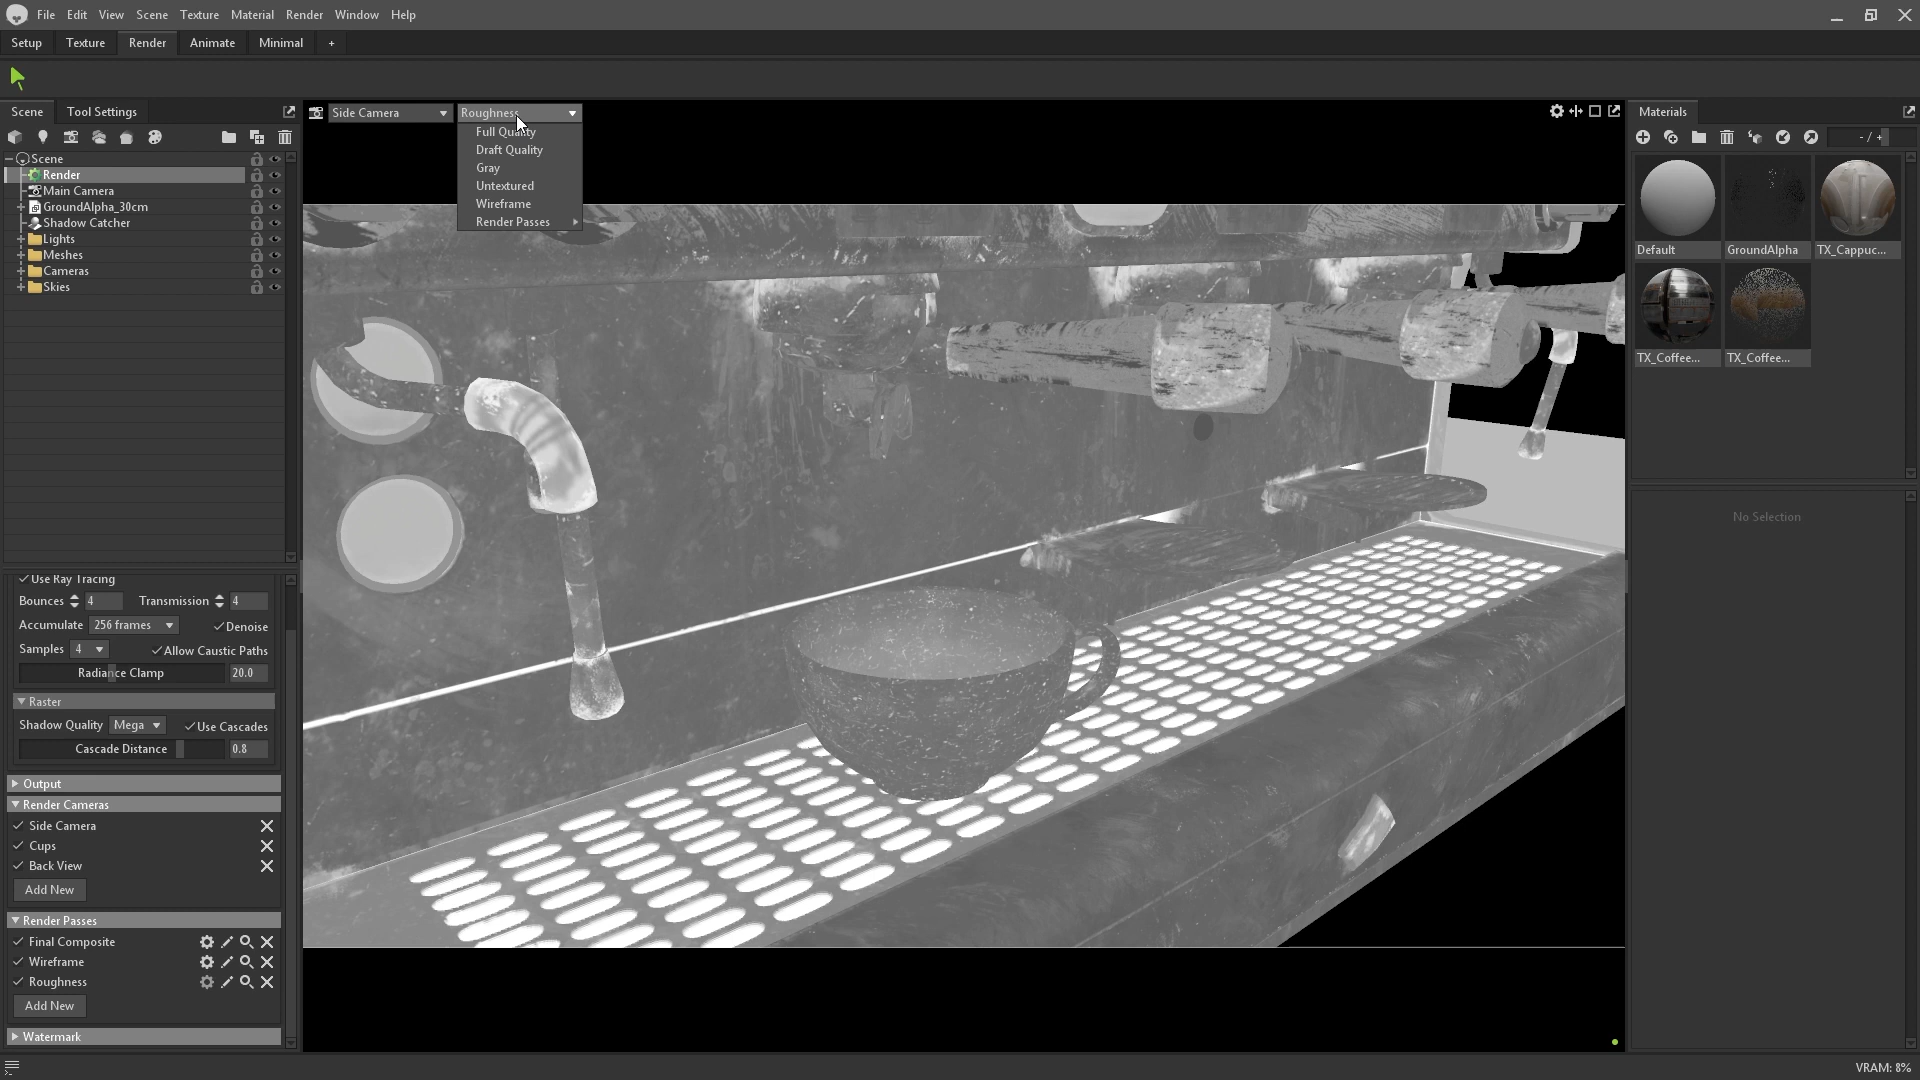 File Edit View Scene Texture Material Render Window Help
Setup Texture Render Animate Minimal +
Scene Tool Settings
Side Camera
Roughness
Full Quality
Draft Quality
Gray
Untextured
Wireframe
Render Passes
Scene
Render
Main Camera
GroundAlpha_30cm
Shadow Catcher
Lights
Meshes
Cameras
Skies
Use Ray Tracing
Bounces 4 Transmission 4
Accumulate 256 frames Denoise
Samples 4 Allow Caustic Paths
Radiance Clamp 20.0
Raster
Shadow Quality Mega Use Cascades
Cascade Distance 0.8
Output
Render Cameras
Side Camera
Cups
Back View
Add New
Render Passes
Final Composite
Wireframe
Roughness
Add New
Watermark
Materials
- / +
Default GroundAlpha TX_Cappuc...
TX_Coffee... TX_Coffee...
No Selection
VRAM: 8%